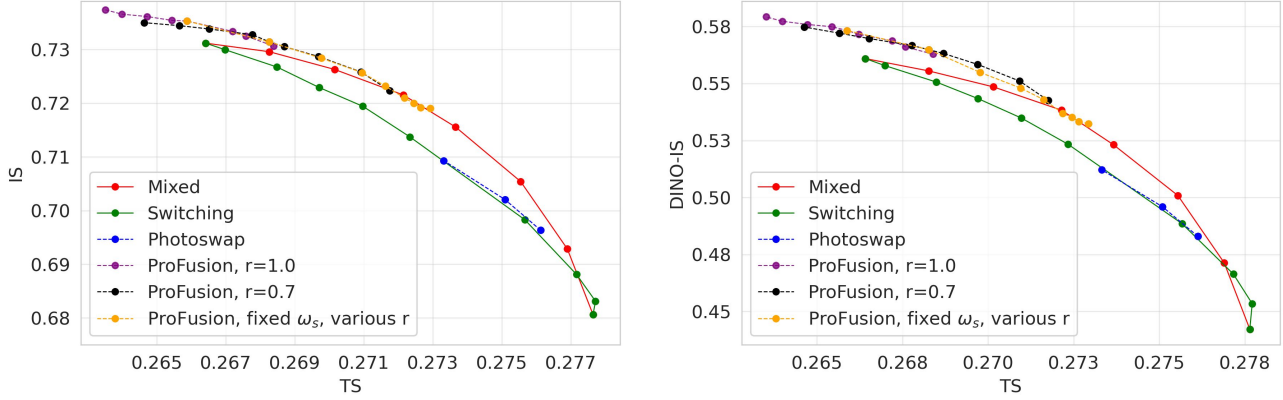 IS
0.73
0.72
0.71
0.70
0.69
0.68
Mixed
Switching
Photoswap
ProFusion, r=1.0
ProFusion, r=0.7
ProFusion, fixed ωₛ, various r
0.265 0.267 0.269 0.271 0.273 0.275 0.277
TS
DINO-IS
0.58
0.55
0.53
0.50
0.48
0.45
Mixed
Switching
Photoswap
ProFusion, r=1.0
ProFusion, r=0.7
ProFusion, fixed ωₛ, various r
0.265 0.268 0.270 0.273 0.275 0.278
TS